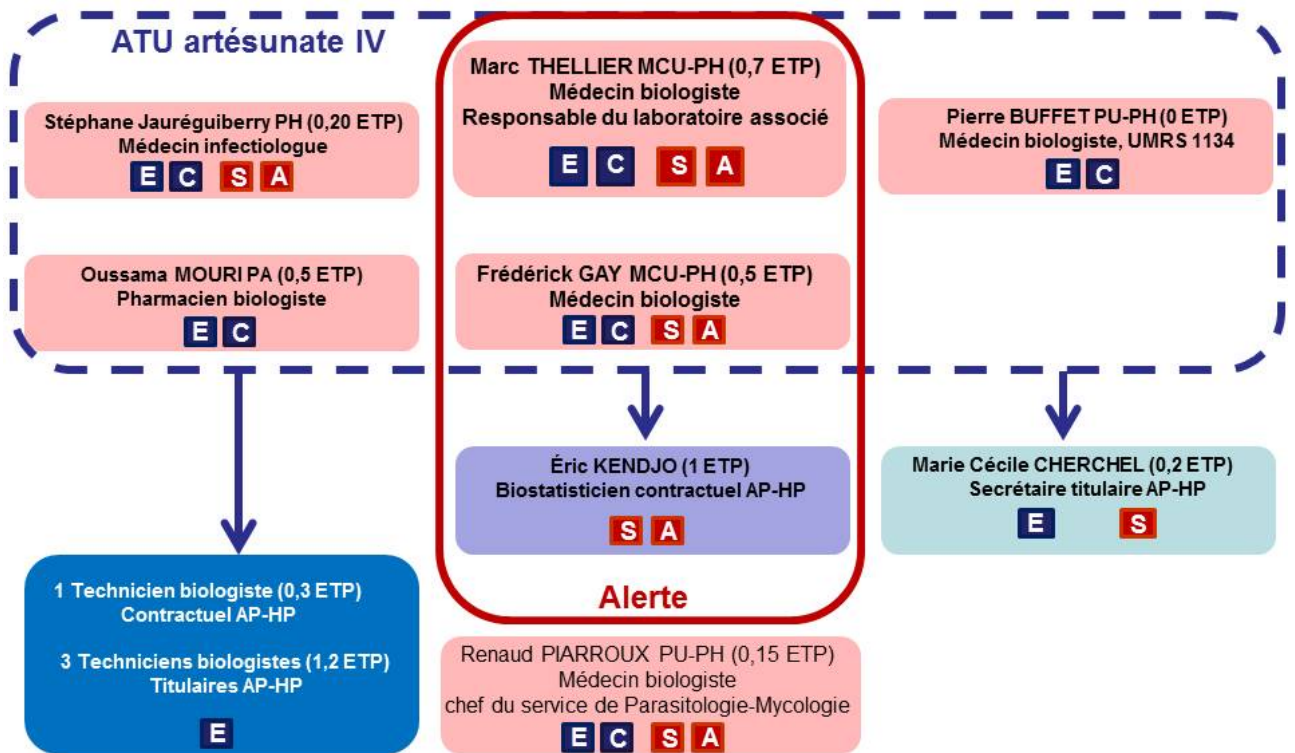 ATU artésunate IV
Stéphane Jauréguiberry PH (0,20 ETP)
Médecin infectiologue
E C S A
Marc THELLIER MCU-PH (0,7 ETP)
Médecin biologiste
Responsable du laboratoire associé
E C S A
Pierre BUFFET PU-PH (0 ETP)
Médecin biologiste, UMRS 1134
E C
Oussama MOURI PA (0,5 ETP)
Pharmacien biologiste
E C
Frédérick GAY MCU-PH (0,5 ETP)
Médecin biologiste
E C S A
Éric KENDJO (1 ETP)
Biostatisticien contractuel AP-HP
S A
Marie Cécile CHERCHEL (0,2 ETP)
Secrétaire titulaire AP-HP
E S
1 Technicien biologiste (0,3 ETP)
Contractuel AP-HP
3 Techniciens biologistes (1,2 ETP)
Titulaires AP-HP
E
Alerte
Renaud PIARROUX PU-PH (0,15 ETP)
Médecin biologiste
chef du service de Parasitologie-Mycologie
E C S A